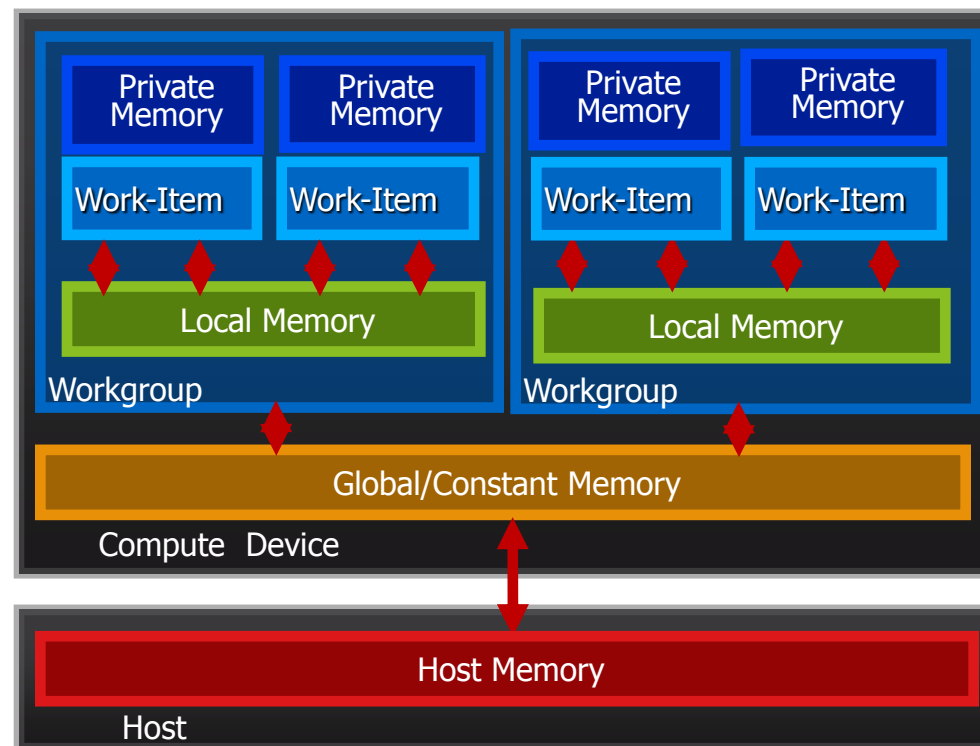 Private
Memory
Private
Memory
Private
Memory
Private
Memory
Work-Item
Work-Item
Work-Item
Work-Item
Local Memory
Local Memory
Workgroup
Workgroup
Global/Constant Memory
Compute Device
Host Memory
Host